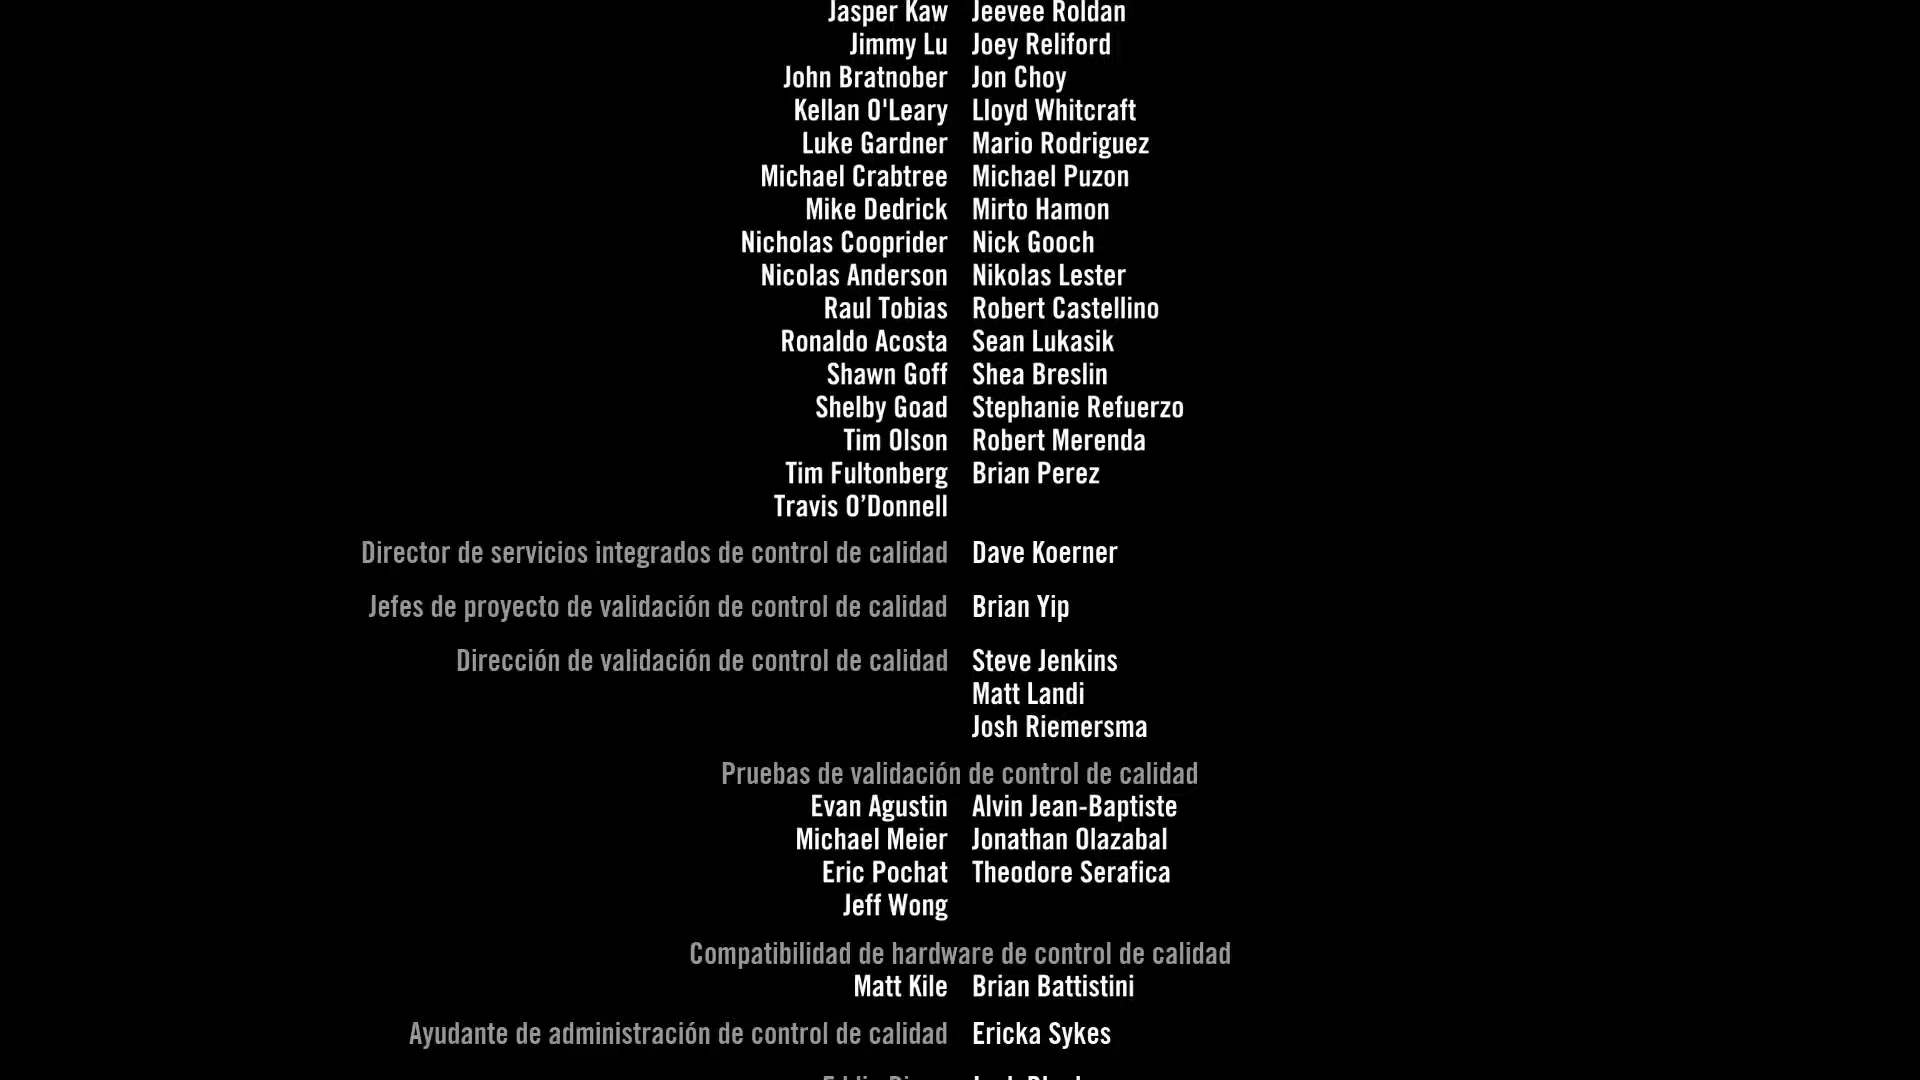 Jasper Kaw Jeevee Roldan
Jimmy Lu Joey Reliford
John Bratnober Jon Choy
Kellan O'Leary Lloyd Whitcraft
Luke Gardner Mario Rodriguez
Michael Crabtree Michael Puzon
Mike Dedrick Mirto Hamon
Nicholas Cooprider Nick Gooch
Nicolas Anderson Nikolas Lester
Raul Tobias Robert Castellino
Ronaldo Acosta Sean Lukasik
Shawn Goff Shea Breslin
Shelby Goad Stephanie Refuerzo
Tim Olson Robert Merenda
Tim Fultonberg Brian Perez
Travis O’Donnell
Director de servicios integrados de control de calidad Dave Koerner
Jefes de proyecto de validación de control de calidad Brian Yip
Dirección de validación de control de calidad Steve Jenkins
Matt Landi
Josh Riemersma
Pruebas de validación de control de calidad
Evan Agustin Alvin Jean-Baptiste
Michael Meier Jonathan Olazabal
Eric Pochat Theodore Serafica
Jeff Wong
Compatibilidad de hardware de control de calidad
Matt Kile Brian Battistini
Ayudante de administración de control de calidad Ericka Sykes